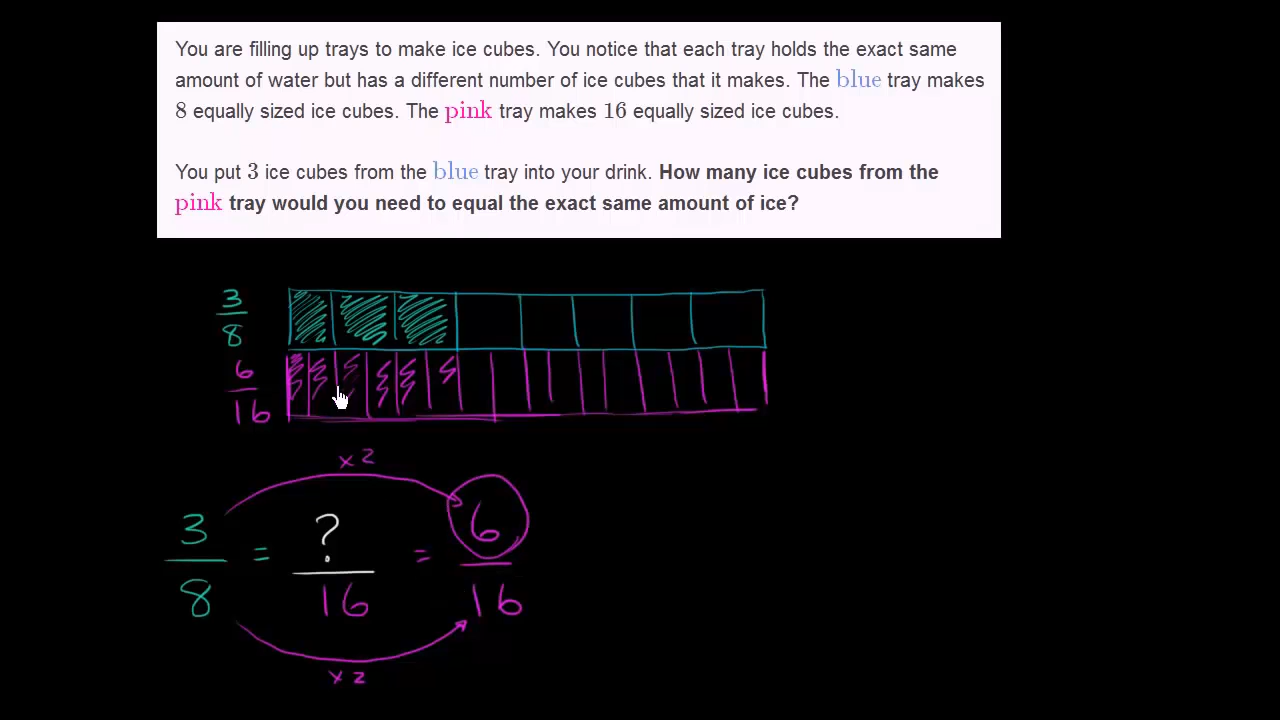 You are filling up trays to make ice cubes. You notice that each tray holds the exact same
amount of water but has a different number of ice cubes that it makes. The blue tray makes
8 equally sized ice cubes. The pink tray makes 16 equally sized ice cubes.
You put 3 ice cubes from the blue tray into your drink. How many ice cubes from the
pink tray would you need to equal the exact same amount of ice?
3
8
6
16
x2
3 ? 6
= =
8 16 16
x2